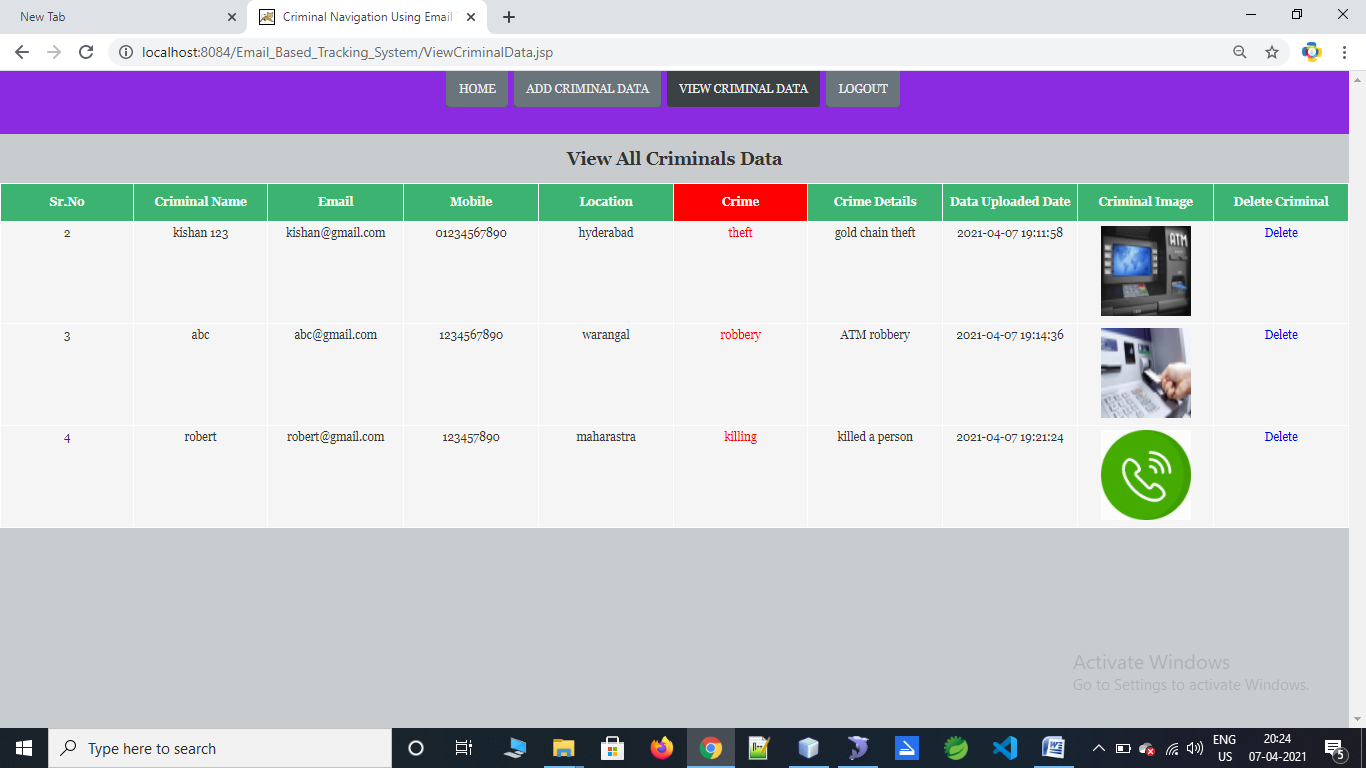 New Tab
Criminal Navigation Using Email
localhost:8084/Email_Based_Tracking_System/ViewCriminalData.jsp
HOME ADD CRIMINAL DATA VIEW CRIMINAL DATA LOGOUT
View All Criminals Data
Sr.No Criminal Name Email Mobile Location Crime Crime Details Data Uploaded Date Criminal Image Delete Criminal
2 kishan 123 kishan@gmail.com 01234567890 hyderabad theft gold chain theft 2021-04-07 19:11:58 Delete
ATM
3 abc abc@gmail.com 1234567890 warangal robbery ATM robbery 2021-04-07 19:14:36 Delete
4 robert robert@gmail.com 123457890 maharastra killing killed a person 2021-04-07 19:21:24 Delete
Activate Windows
Go to Settings to activate Windows.
Type here to search
ENG
US
20:24
07-04-2021
5